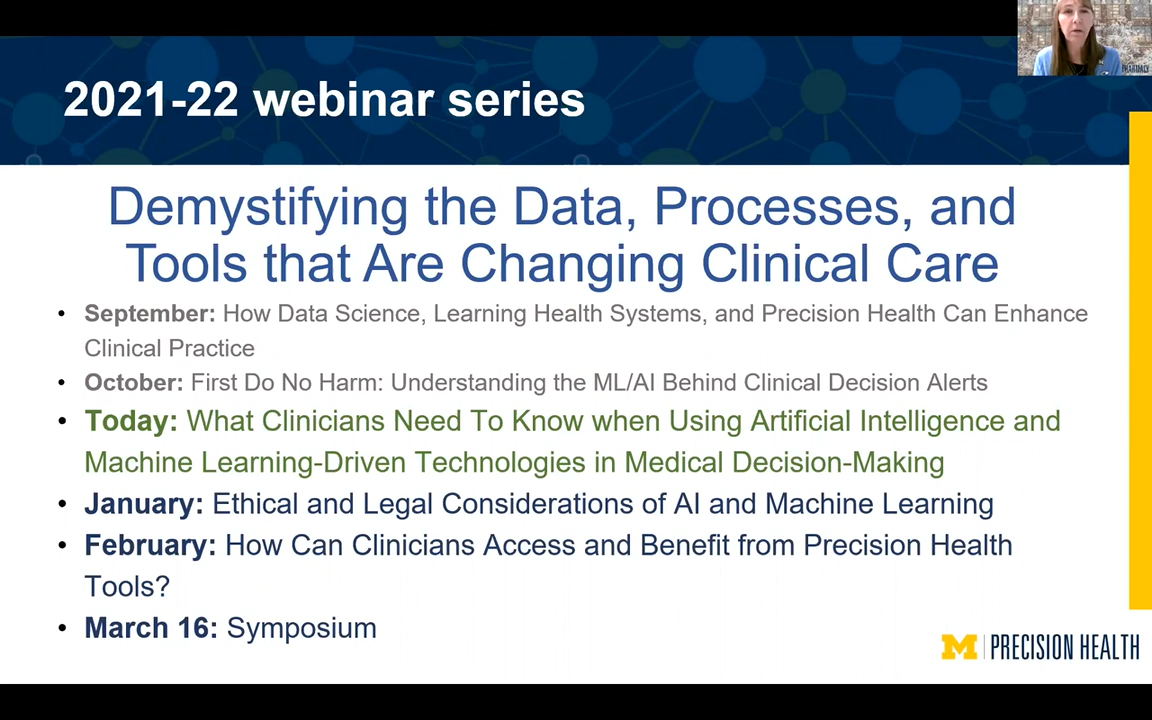 2021-22 webinar series
Demystifying the Data, Processes, and
Tools that Are Changing Clinical Care
• September: How Data Science, Learning Health Systems, and Precision Health Can Enhance
Clinical Practice
• October: First Do No Harm: Understanding the ML/AI Behind Clinical Decision Alerts
• Today: What Clinicians Need To Know when Using Artificial Intelligence and
Machine Learning-Driven Technologies in Medical Decision-Making
• January: Ethical and Legal Considerations of AI and Machine Learning
• February: How Can Clinicians Access and Benefit from Precision Health
Tools?
• March 16: Symposium
M PRECISION HEALTH
PHARMACY